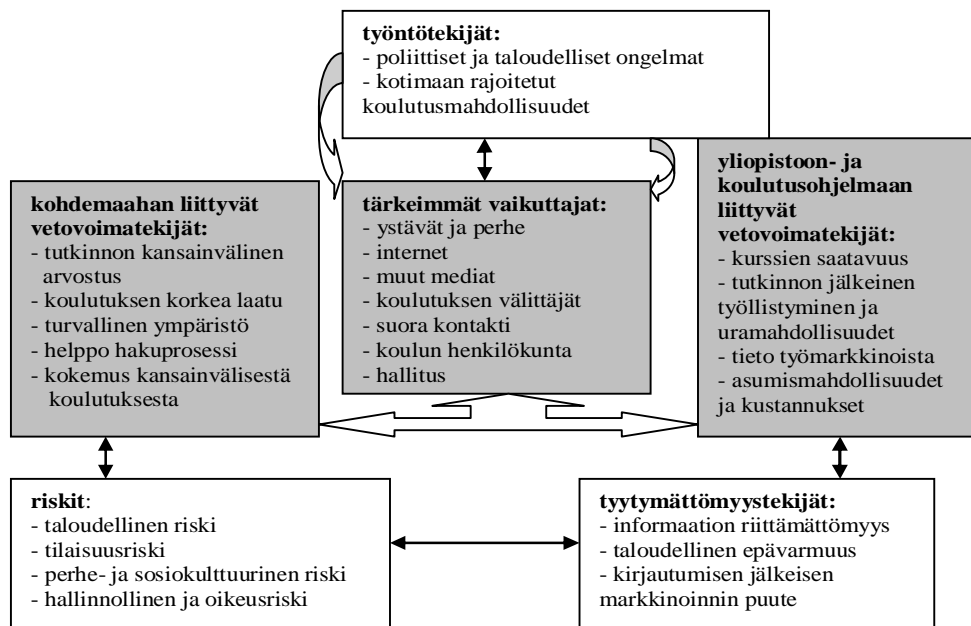 työntötekijät:
- poliittiset ja taloudelliset ongelmat
- kotimaan rajoitetut
koulutusmahdollisuudet
kohdemaahan liittyvät
vetovoimatekijät:
- tutkinnon kansainvälinen
arvostus
- koulutuksen korkea laatu
- turvallinen ympäristö
- helppo hakuprosessi
- kokemus kansainvälisestä
koulutuksesta
tärkeimmät vaikuttajat:
- ystävät ja perhe
- internet
- muut mediat
- koulutuksen välittäjät
- suora kontakti
- koulun henkilökunta
- hallitus
yliopistoon- ja
koulutusohjelmaan
liittyvät
vetovoimatekijät:
- kurssien saatavuus
- tutkinnon jälkeinen
työllistyminen ja
uramahdollisuudet
- tieto työmarkkinoista
- asumismahdollisuudet
ja kustannukset
riskit:
- taloudellinen riski
- tilaisuusriski
- perhe- ja sosiokulttuurinen riski
- hallinnollinen ja oikeusriski
tyytymättömyystekijät:
- informaation riittämättömyys
- taloudellinen epävarmuus
- kirjautumisen jälkeisen
markkinoinnin puute